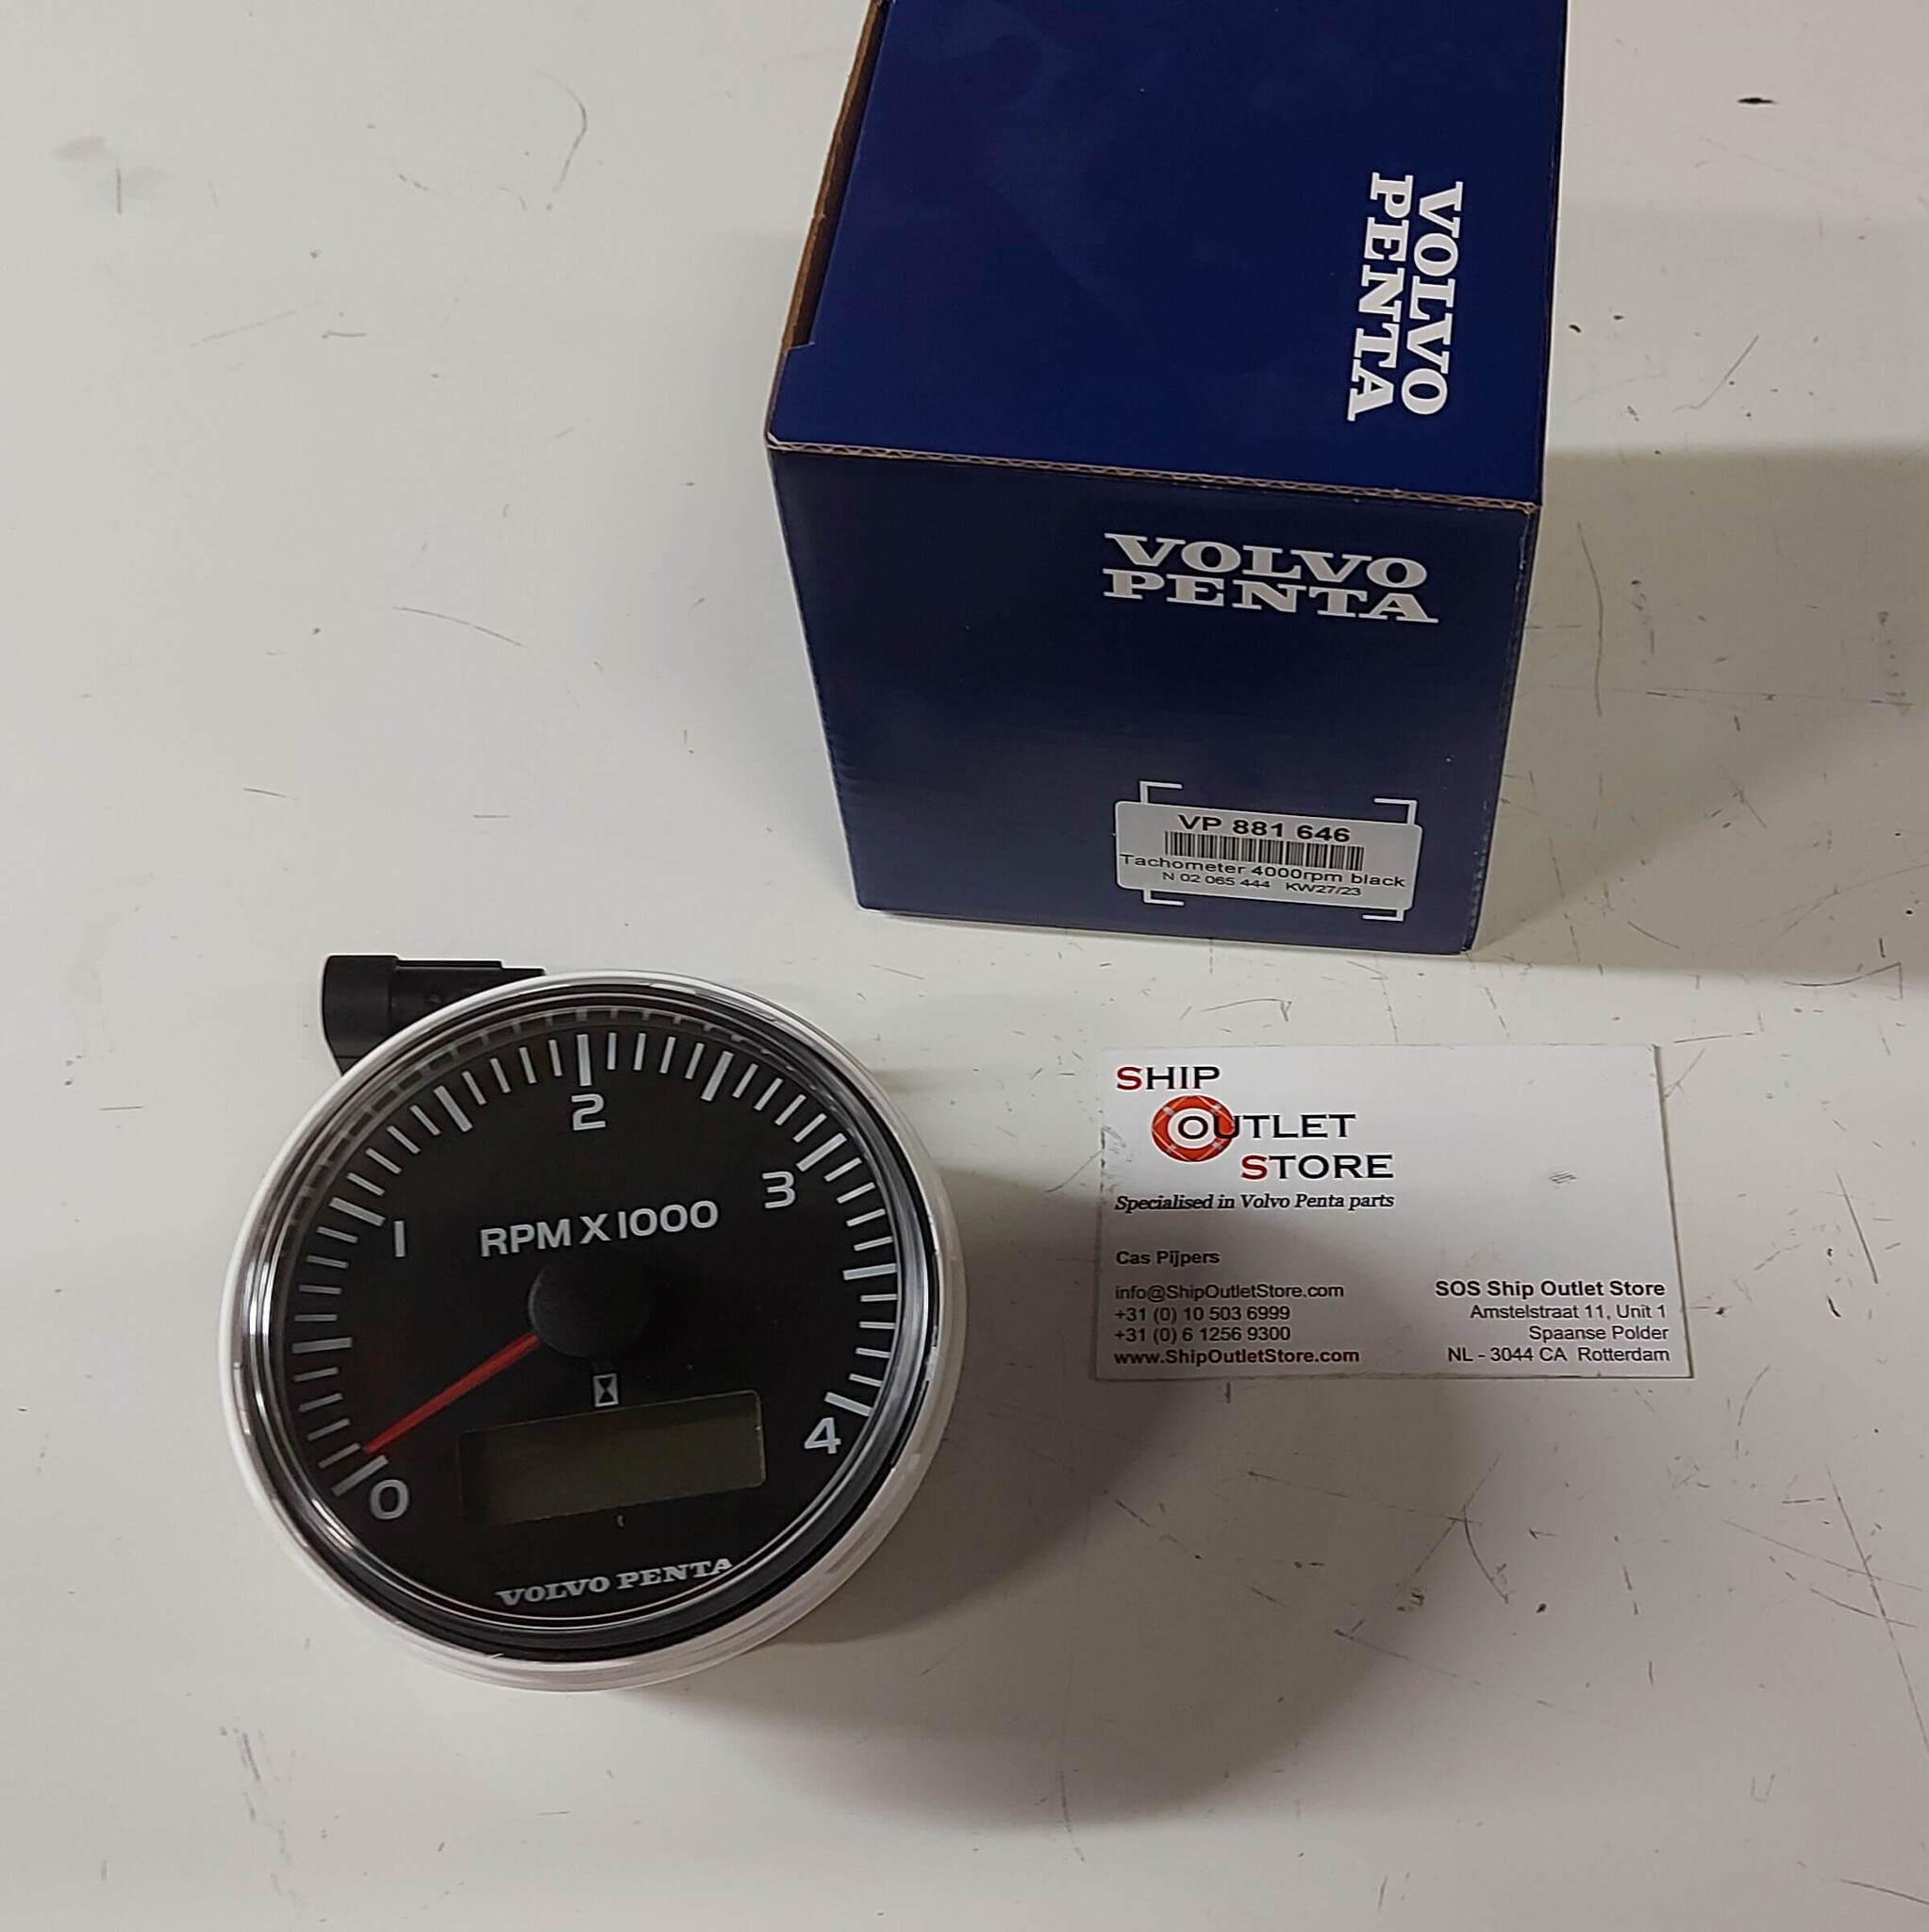 VOLVO
PENTA
VOLVO
PENTA
VP 881 646
Tachometer 4000rpm black
N 02 065 444 KW27/23
0
1
2
3
4
RPM X 1000
VOLVO PENTA
SHIP
OUTLET
STORE
Specialised in Volvo Penta parts
Cas Pijpers
info@ShipOutletStore.com
+31 (0) 10 503 6999
+31 (0) 6 1256 9300
www.ShipOutletStore.com
SOS Ship Outlet Store
Amstelstraat 11, Unit 1
Spaanse Polder
NL - 3044 CA Rotterdam